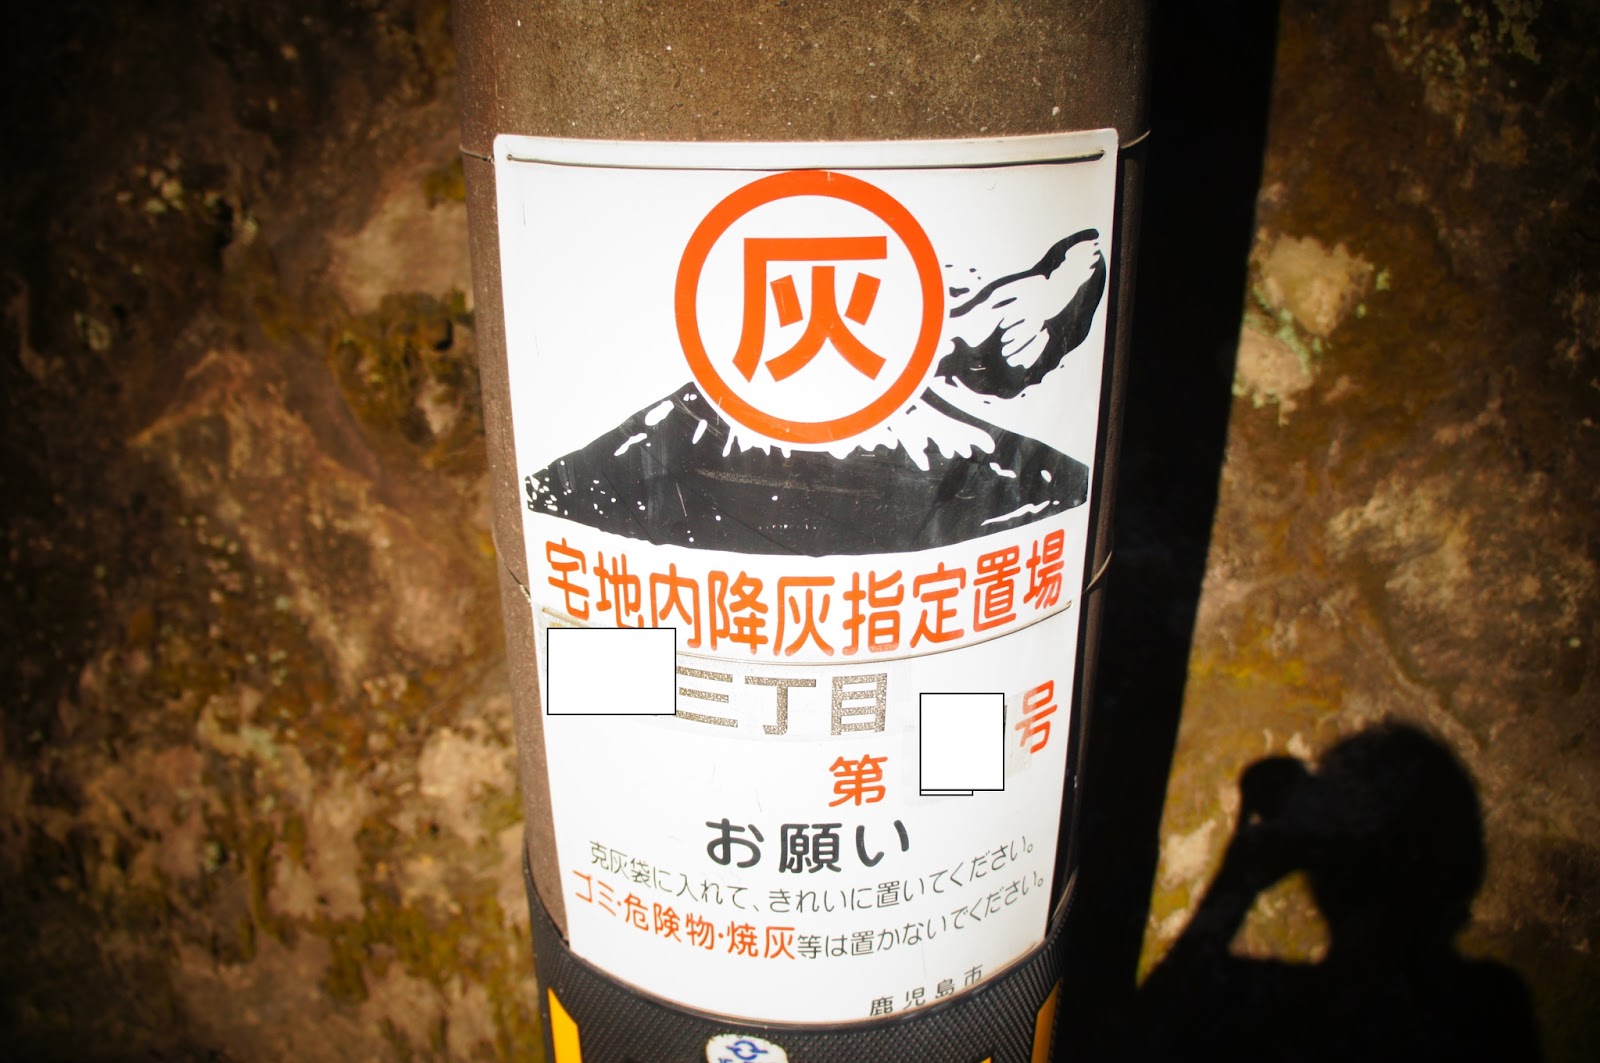 灰
宅地内降灰指定置場
三丁目
第 号
お願い
克灰袋に入れて、きれいに置いてください。
ゴミ・危険物・焼灰等は置かないでください。
鹿児島市